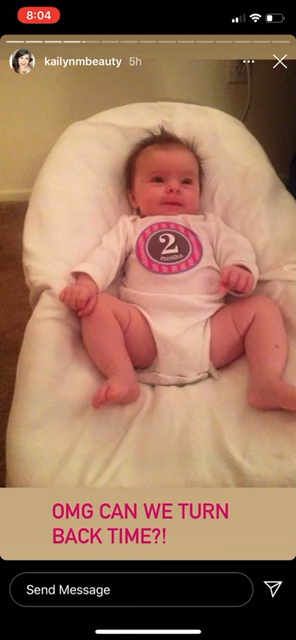 8:04
kailynmbeauty 5h
2
months
OMG CAN WE TURN
BACK TIME?!
Send Message